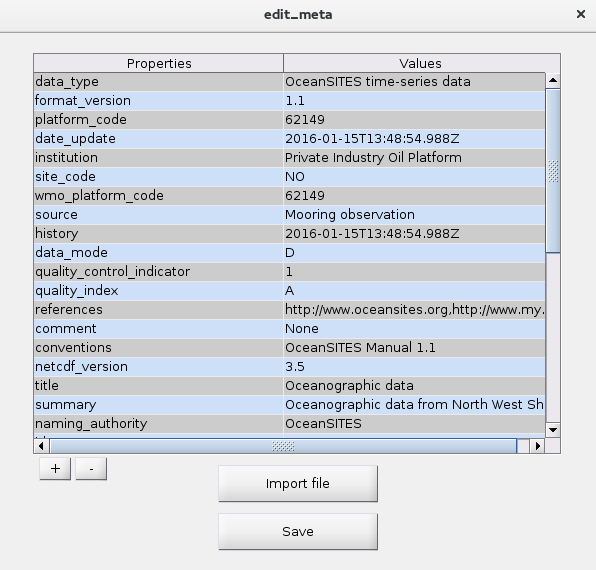 edit_meta
Properties Values
data_type OceanSITES time-series data
format_version 1.1
platform_code 62149
date_update 2016-01-15T13:48:54.988Z
institution Private Industry Oil Platform
site_code NO
wmo_platform_code 62149
source Mooring observation
history 2016-01-15T13:48:54.988Z
data_mode D
quality_control_indicator 1
quality_index A
references http://www.oceansites.org,http://www.my.
comment None
conventions OceanSITES Manual 1.1
netcdf_version 3.5
title Oceanographic data
summary Oceanographic data from North West Sh
naming_authority OceanSITES
+ -
Import file
Save